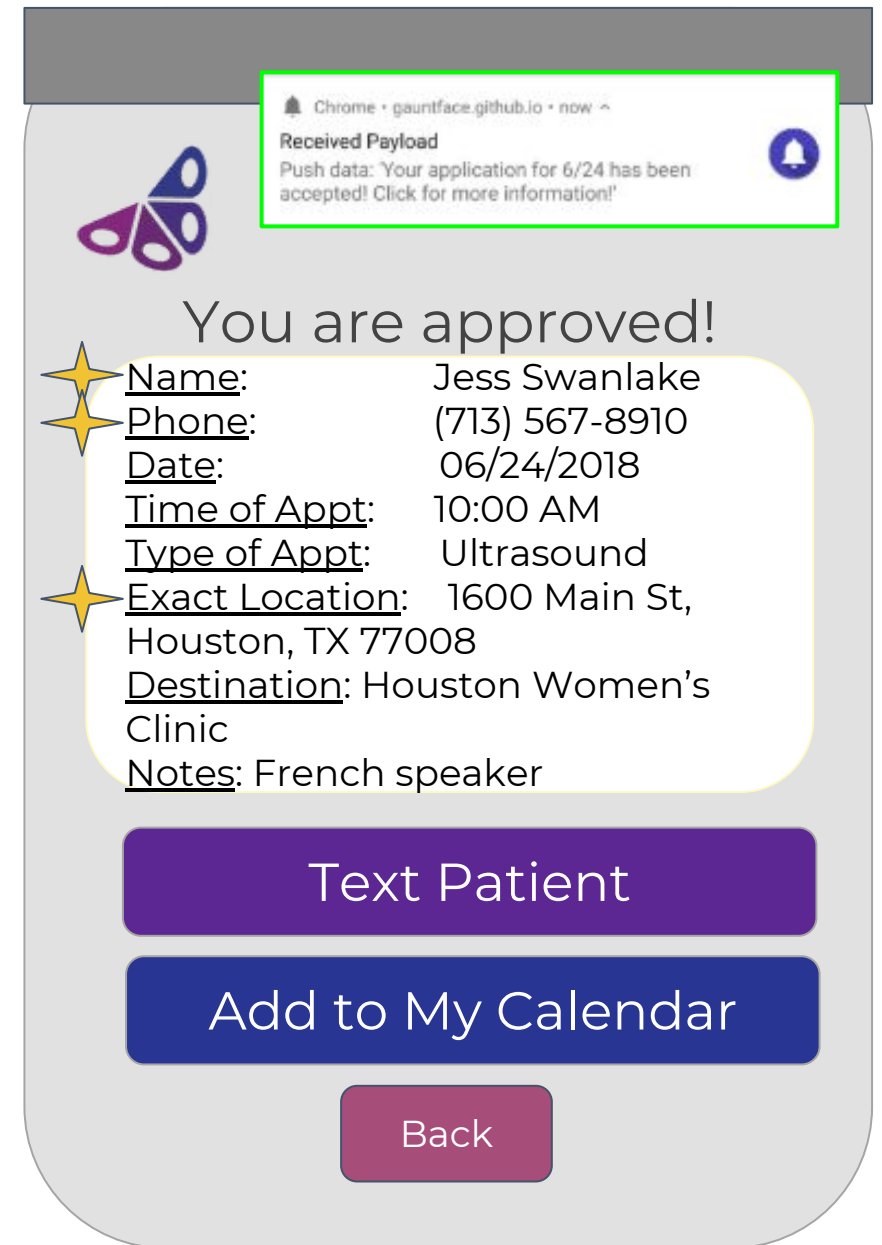 Chrome • gauntface.github.io • now
Received Payload
Push data: 'Your application for 6/24 has been
accepted! Click for more information!'
You are approved!
Name: Jess Swanlake
Phone: (713) 567-8910
Date: 06/24/2018
Time of Appt: 10:00 AM
Type of Appt: Ultrasound
Exact Location: 1600 Main St,
Houston, TX 77008
Destination: Houston Women’s
Clinic
Notes: French speaker
Text Patient
Add to My Calendar
Back